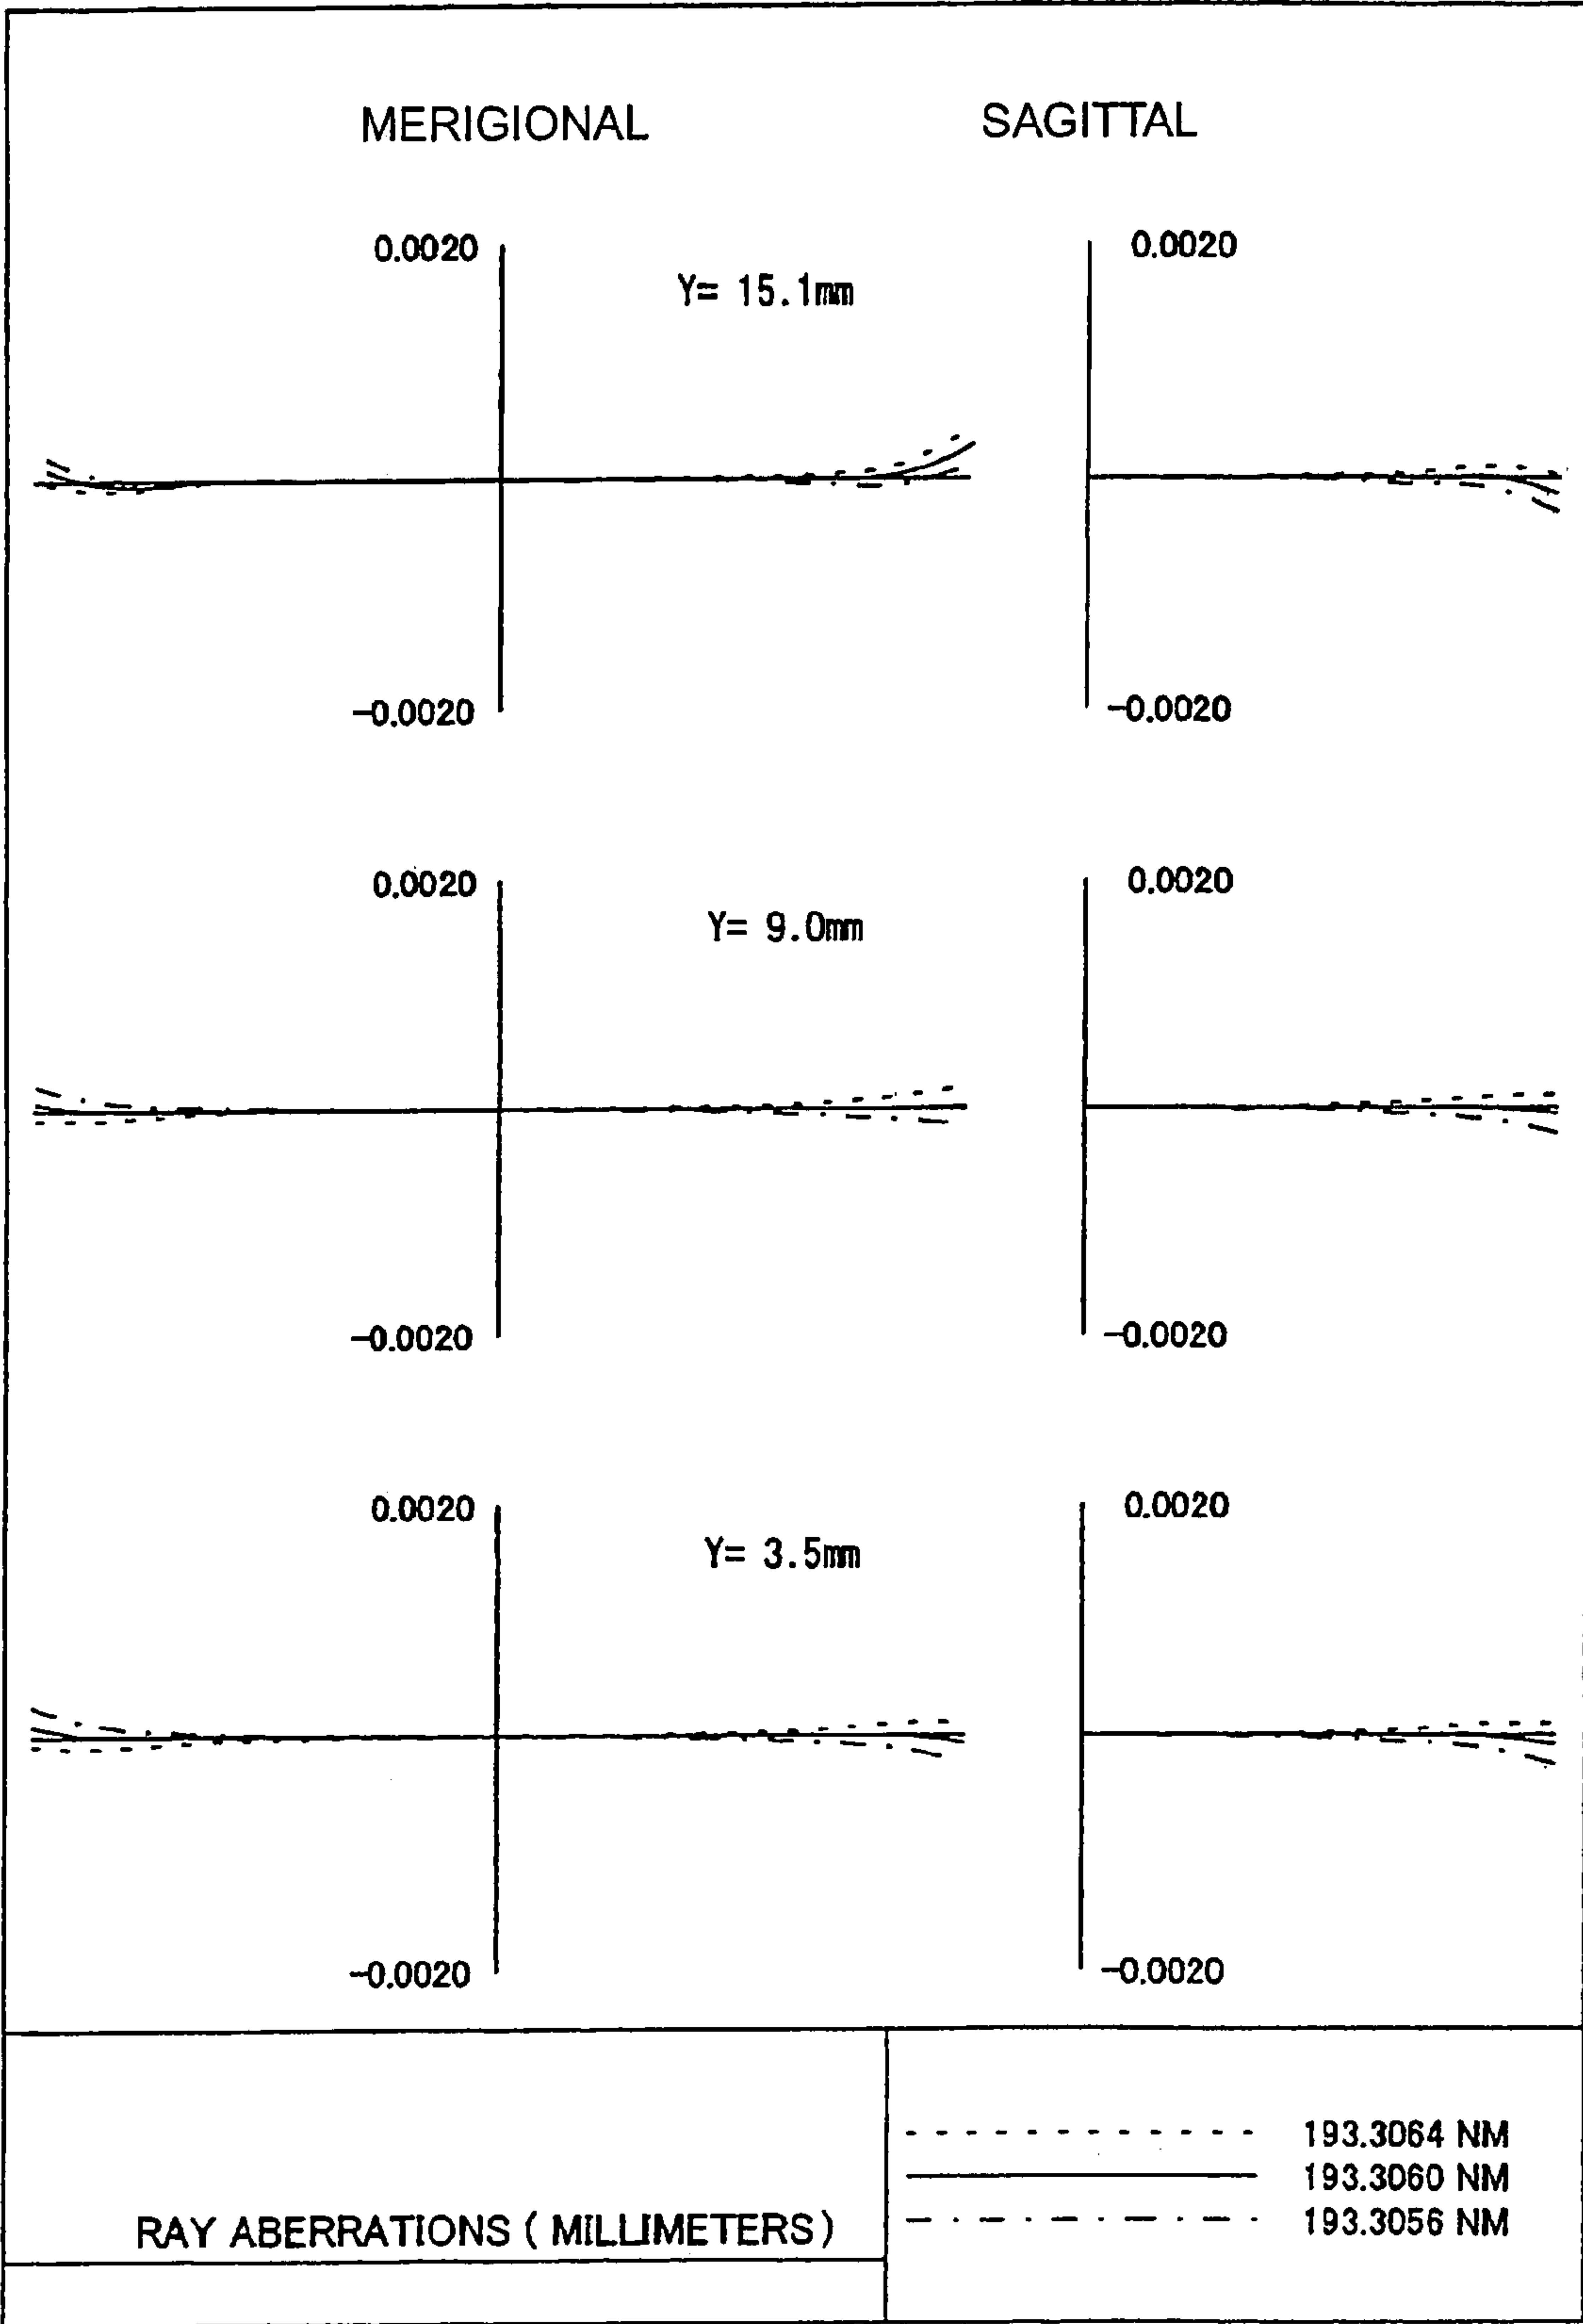 MERIGIONAL SAGITTAL
0.0020 0.0020
Y= 15.1mm
-0.0020 -0.0020
0.0020 0.0020
Y= 9.0mm
-0.0020 -0.0020
0.0020 0.0020
Y= 3.5mm
-0.0020 -0.0020
193.3064 NM
193.3060 NM
193.3056 NM
RAY ABERRATIONS ( MILLIMETERS )